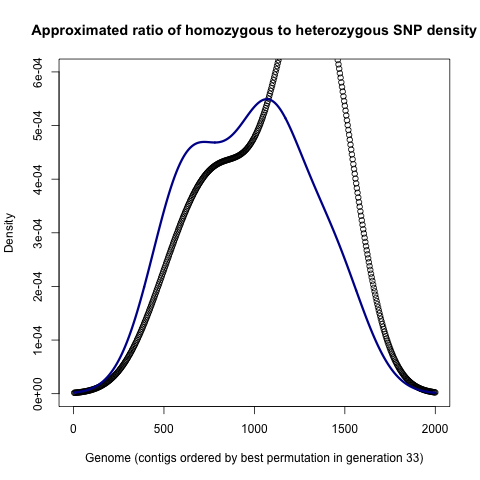 Approximated ratio of homozygous to heterozygous SNP density
6e-04
5e-04
4e-04
3e-04
2e-04
1e-04
0e+00
Density
0 500 1000 1500 2000
Genome (contigs ordered by best permutation in generation 33)